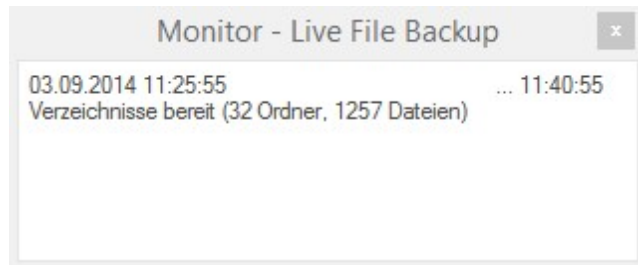 Monitor - Live File Backup x
03.09.2014 11:25:55 ... 11:40:55
Verzeichnisse bereit (32 Ordner, 1257 Dateien)